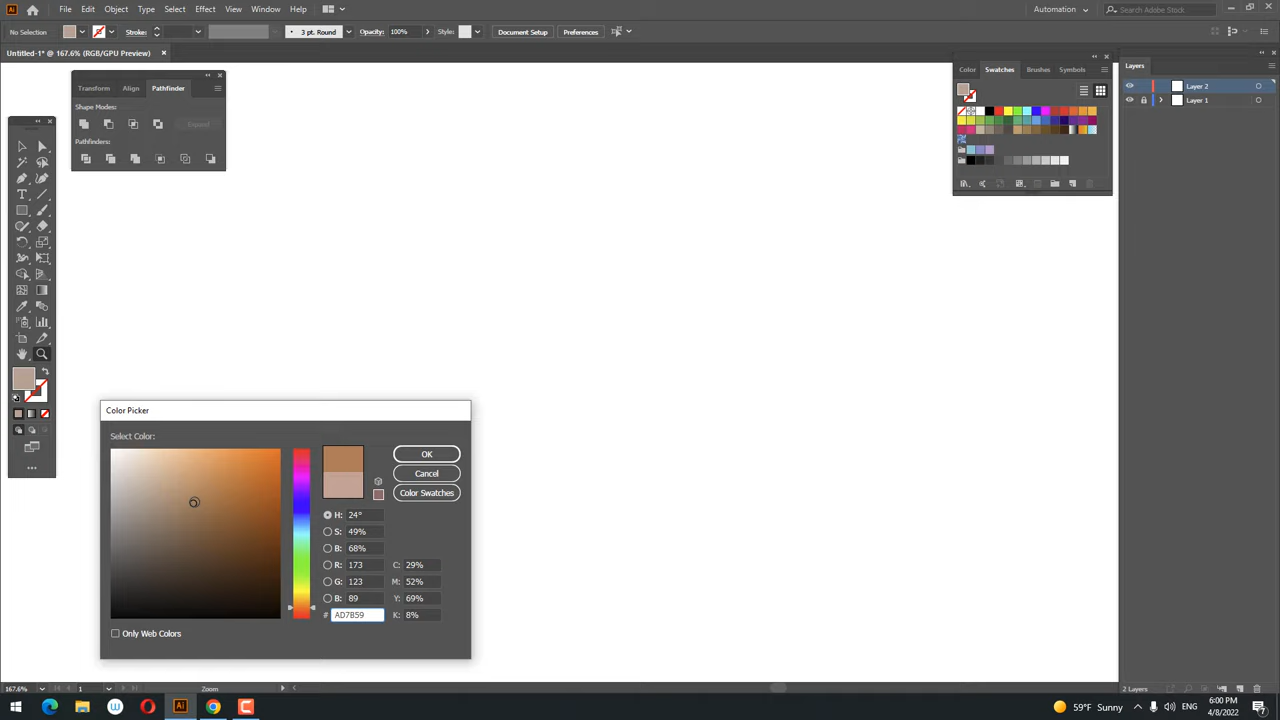 Ai File Edit Object Type Select Effect View Window Help Automation Search Adobe Stock
No Selection Stroke: 3 pt. Round Opacity: 100% Style: Document Setup Preferences
Untitled-1* @ 167.6% (RGB/GPU Preview)
Transform Align Pathfinder
Shape Modes:
Expand
Pathfinders:
Color Swatches Brushes Symbols
Layers
Layer 2
Layer 1
Color Picker
Select Color:
OK
Cancel
Color Swatches
H: 24°
S: 49%
B: 68%
R: 173 C: 29%
G: 123 M: 52%
B: 89 Y: 69%
# AD7B59 K: 8%
Only Web Colors
167.6% 1 Zoom 2 Layers
59°F Sunny ENG 6:00 PM
4/8/2022